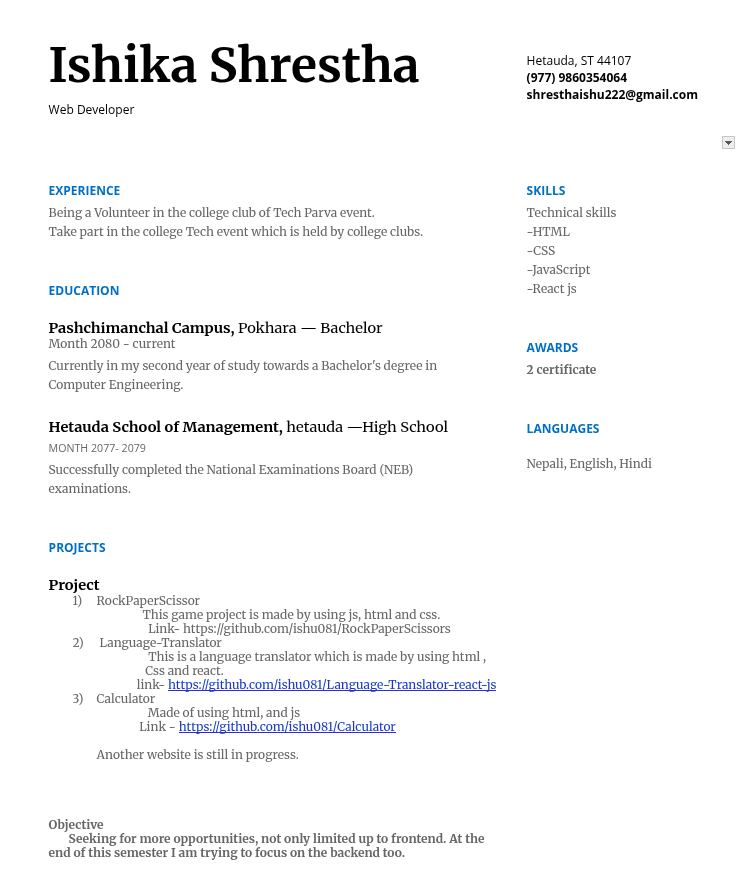 Ishika Shrestha
Web Developer
Hetauda, ST 44107
(977) 9860354064
shresthaishu222@gmail.com
EXPERIENCE
Being a Volunteer in the college club of Tech Parva event.
Take part in the college Tech event which is held by college clubs.
EDUCATION
Pashchimanchal Campus, Pokhara — Bachelor
Month 2080 - current
Currently in my second year of study towards a Bachelor's degree in
Computer Engineering.
Hetauda School of Management, hetauda —High School
MONTH 2077- 2079
Successfully completed the National Examinations Board (NEB)
examinations.
PROJECTS
Project
1) RockPaperScissor
This game project is made by using js, html and css.
Link- https://github.com/ishu081/RockPaperScissors
2) Language-Translator
This is a language translator which is made by using html ,
Css and react.
link- https://github.com/ishu081/Language-Translator-react-js
3) Calculator
Made of using html, and js
Link - https://github.com/ishu081/Calculator
Another website is still in progress.
Objective
Seeking for more opportunities, not only limited up to frontend. At the
end of this semester I am trying to focus on the backend too.
SKILLS
Technical skills
-HTML
-CSS
-JavaScript
-React js
AWARDS
2 certificate
LANGUAGES
Nepali, English, Hindi